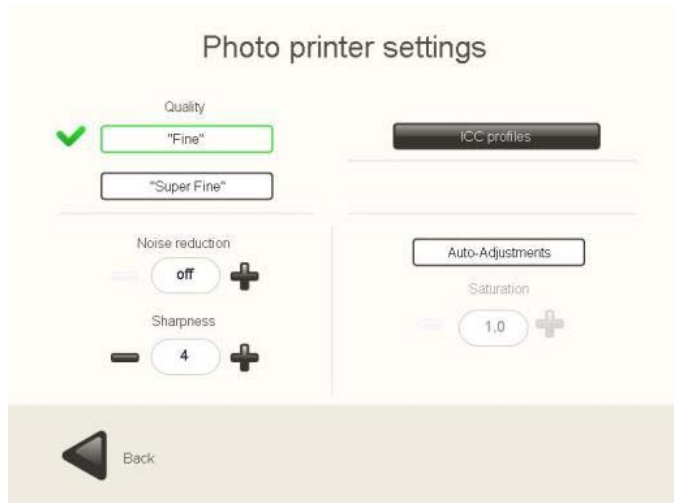 Photo printer settings
Quality
"Fine"
"Super Fine"
ICC profiles
Noise reduction
off
Sharpness
4
Auto-Adjustments
Saturation
1.0
Back